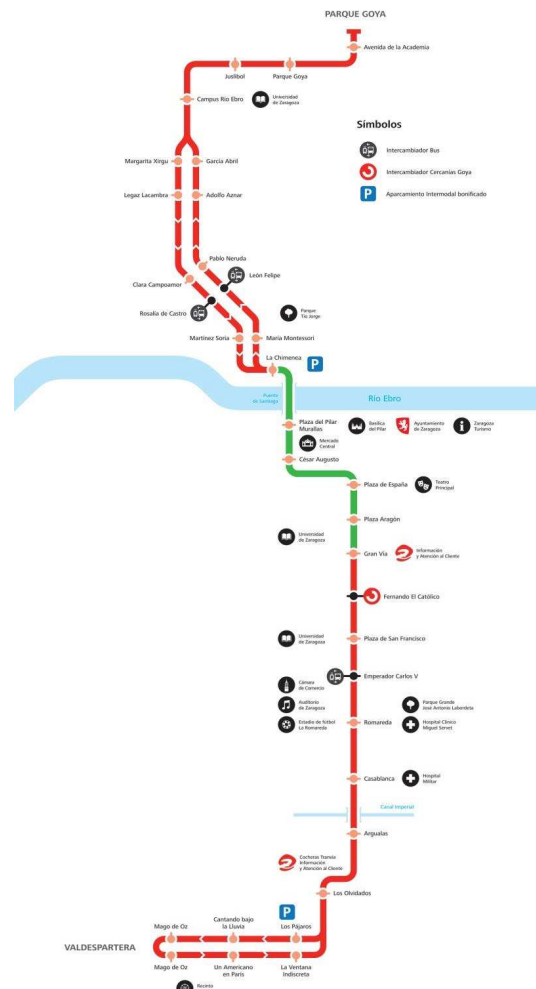 PARQUE GOYA
Avenida de la Academia
Juslibol
Parque Goya
Campus Río Ebro
Universidad
de Zaragoza
Símbolos
Intercambiador Bus
Intercambiador Cercanías Goya
P
Aparcamiento Intermodal bonificado
Margarita Xirgu
García Abril
Legaz Lacambra
Adolfo Aznar
Pablo Neruda
León Felipe
Clara Campoamor
Rosalía de Castro
Parque
Tío Jorge
Martínez Soria
María Montessori
La Chimenea
P
Puente
de Santiago
Río Ebro
Plaza del Pilar
Murallas
Basílica
del Pilar
Ayuntamiento
de Zaragoza
Zaragoza
Turismo
Mercado
Central
César Augusto
Plaza de España
Teatro
Principal
Plaza Aragón
Universidad
de Zaragoza
Gran Vía
Información
y Atención al Cliente
Fernando El Católico
Universidad
de Zaragoza
Plaza de San Francisco
Emperador Carlos V
Cámara
de Comercio
Auditorio
de Zaragoza
Parque Grande
José Antonio Labordeta
Estadio de fútbol
La Romareda
Romareda
Hospital Clínico
Miguel Servet
Casablanca
Hospital
Militar
Canal Imperial
Argualas
Cocheras Tranvía
Información
y Atención al Cliente
Los Olvidados
P
Mago de Oz
Cantando bajo
la Lluvia
Los Pájaros
VALDESPARTERA
Mago de Oz
Un Americano
en París
La Ventana
Indiscreta
Recinto